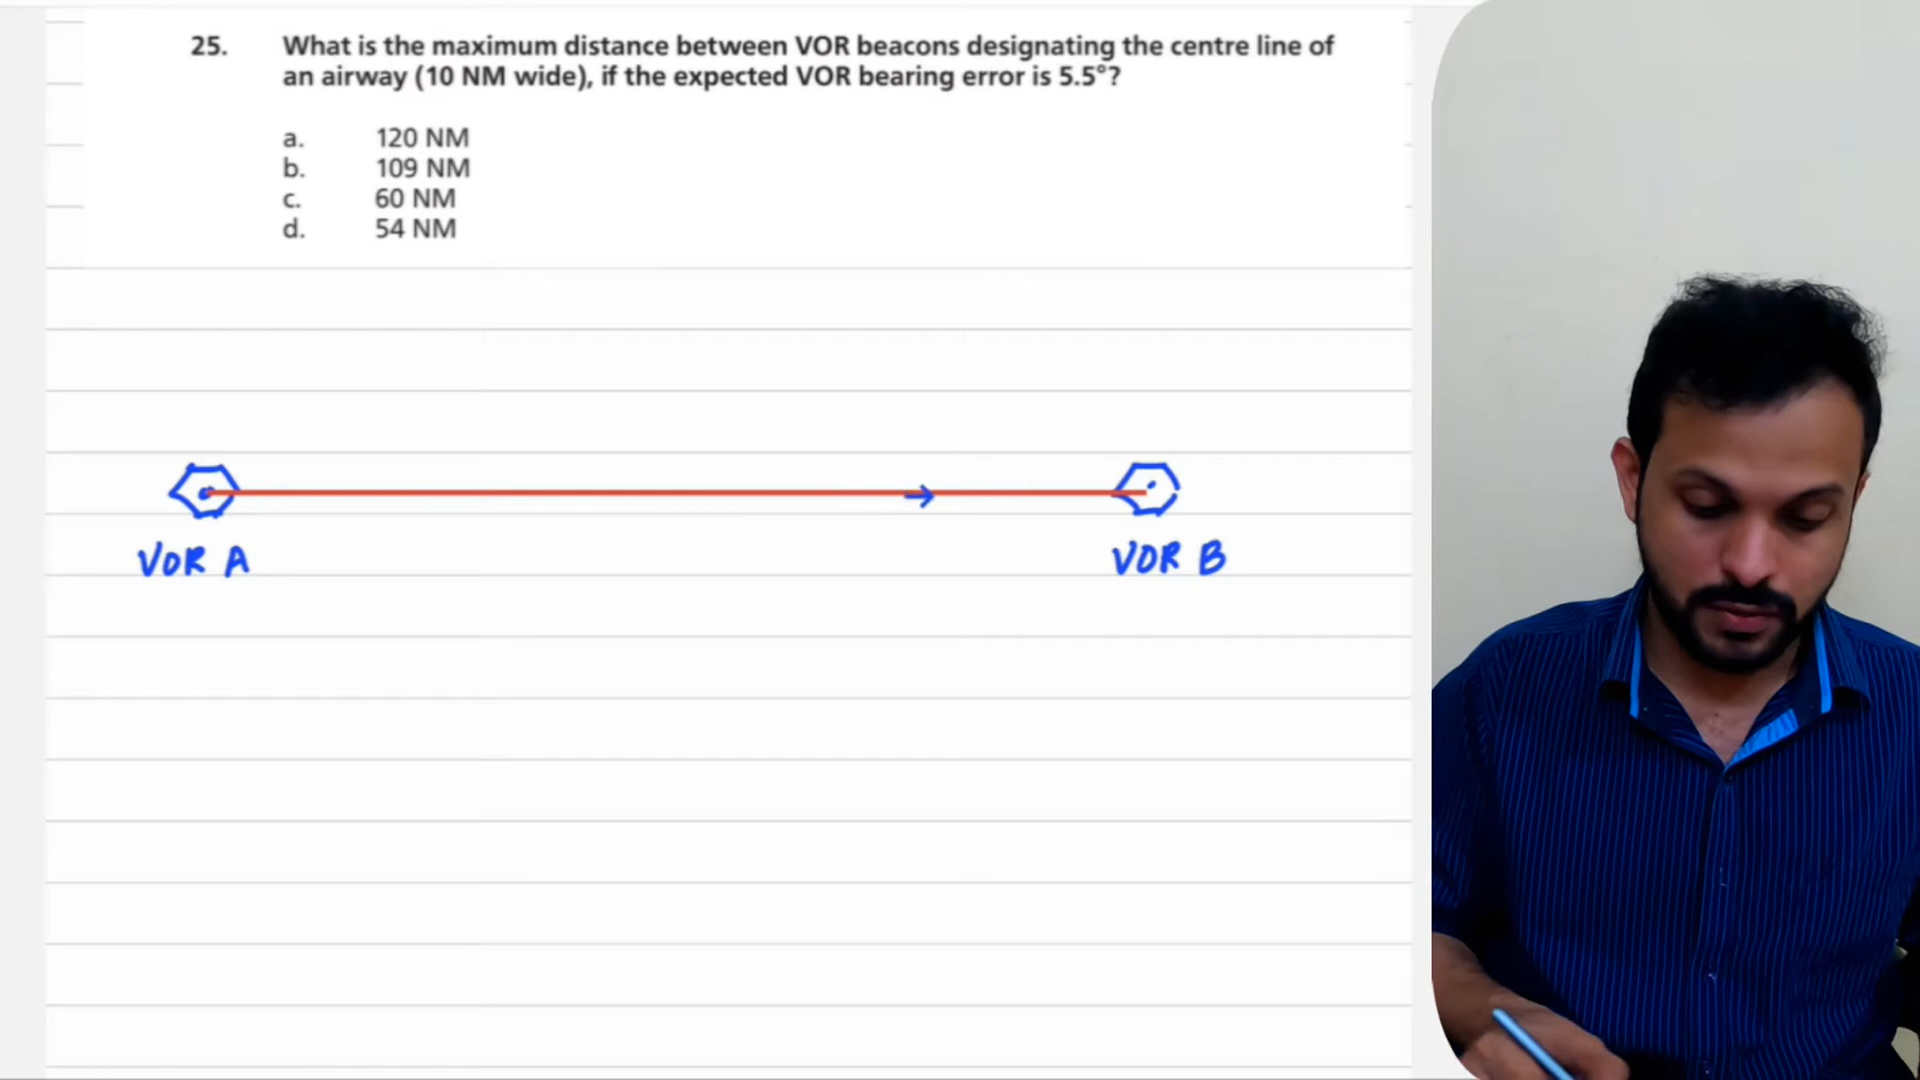 25. What is the maximum distance between VOR beacons designating the centre line of
an airway (10 NM wide), if the expected VOR bearing error is 5.5°?
a. 120 NM
b. 109 NM
c. 60 NM
d. 54 NM
VOR A
VOR B